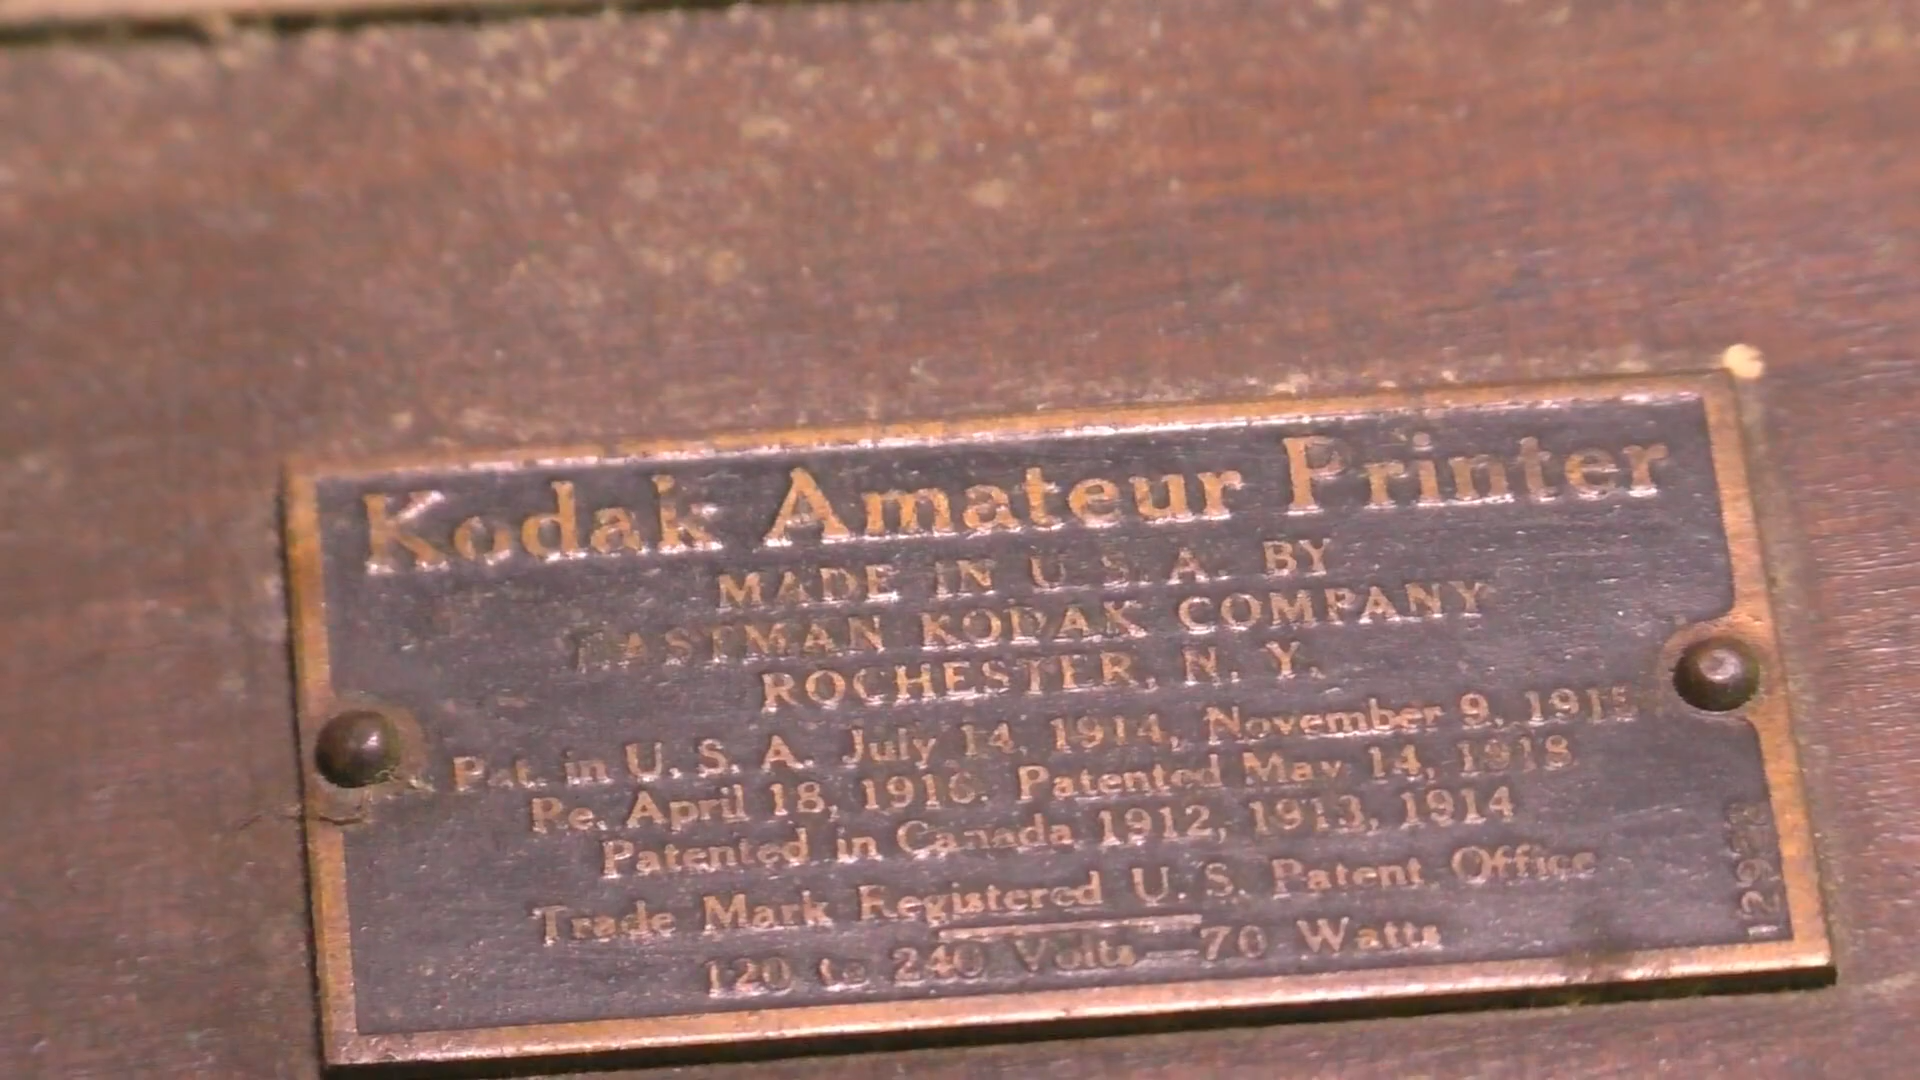 Kodak Amateur Printer
MADE IN U.S.A. BY
EASTMAN KODAK COMPANY
ROCHESTER, N. Y.
Pat. in U. S. A. July 14, 1914, November 9, 1915
Re. April 18, 1916. Patented May 14, 1918
Patented in Canada 1912, 1913, 1914
Trade Mark Registered U. S. Patent Office
120 to 240 Volts—70 Watts